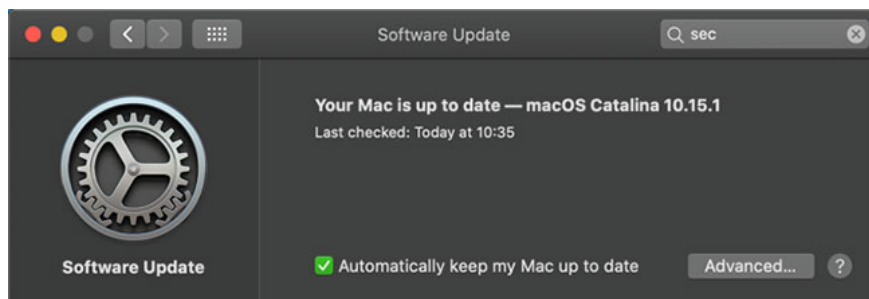 Software Update
sec
Your Mac is up to date — macOS Catalina 10.15.1
Last checked: Today at 10:35
Software Update
Automatically keep my Mac up to date
Advanced...
?